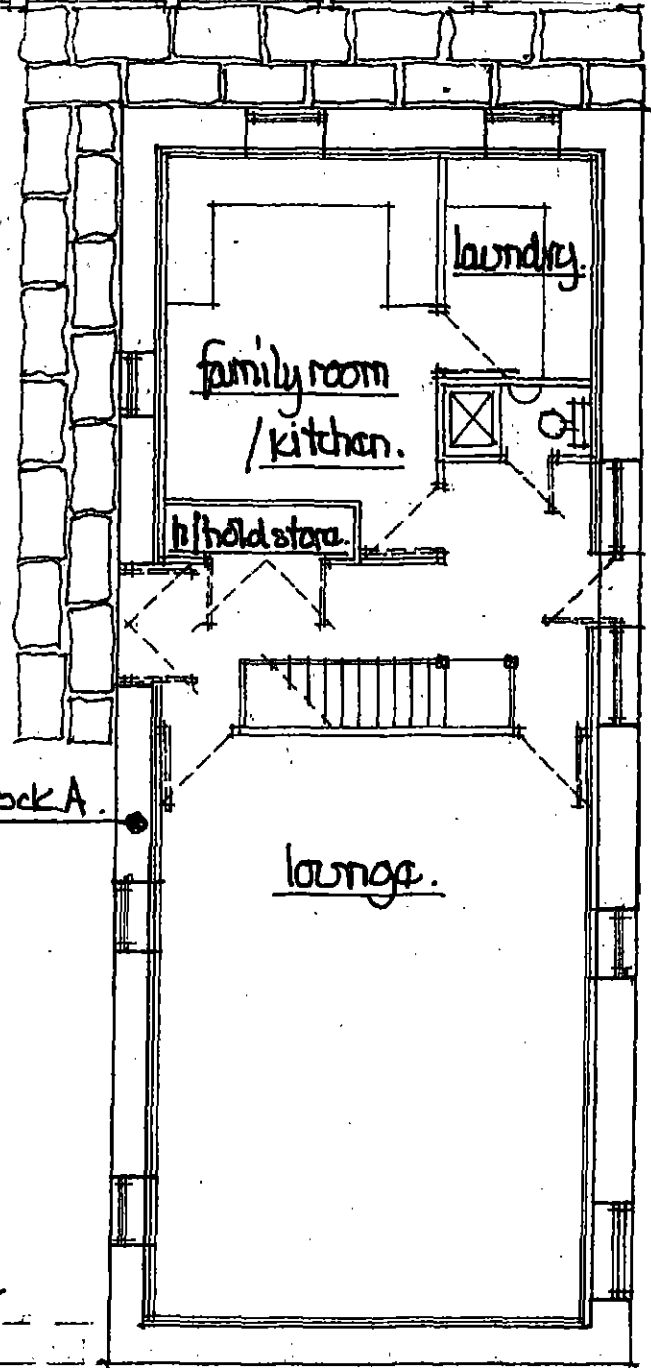 laundry.
family room
/kitchen.
h/hold store.
ock A.
lounge.